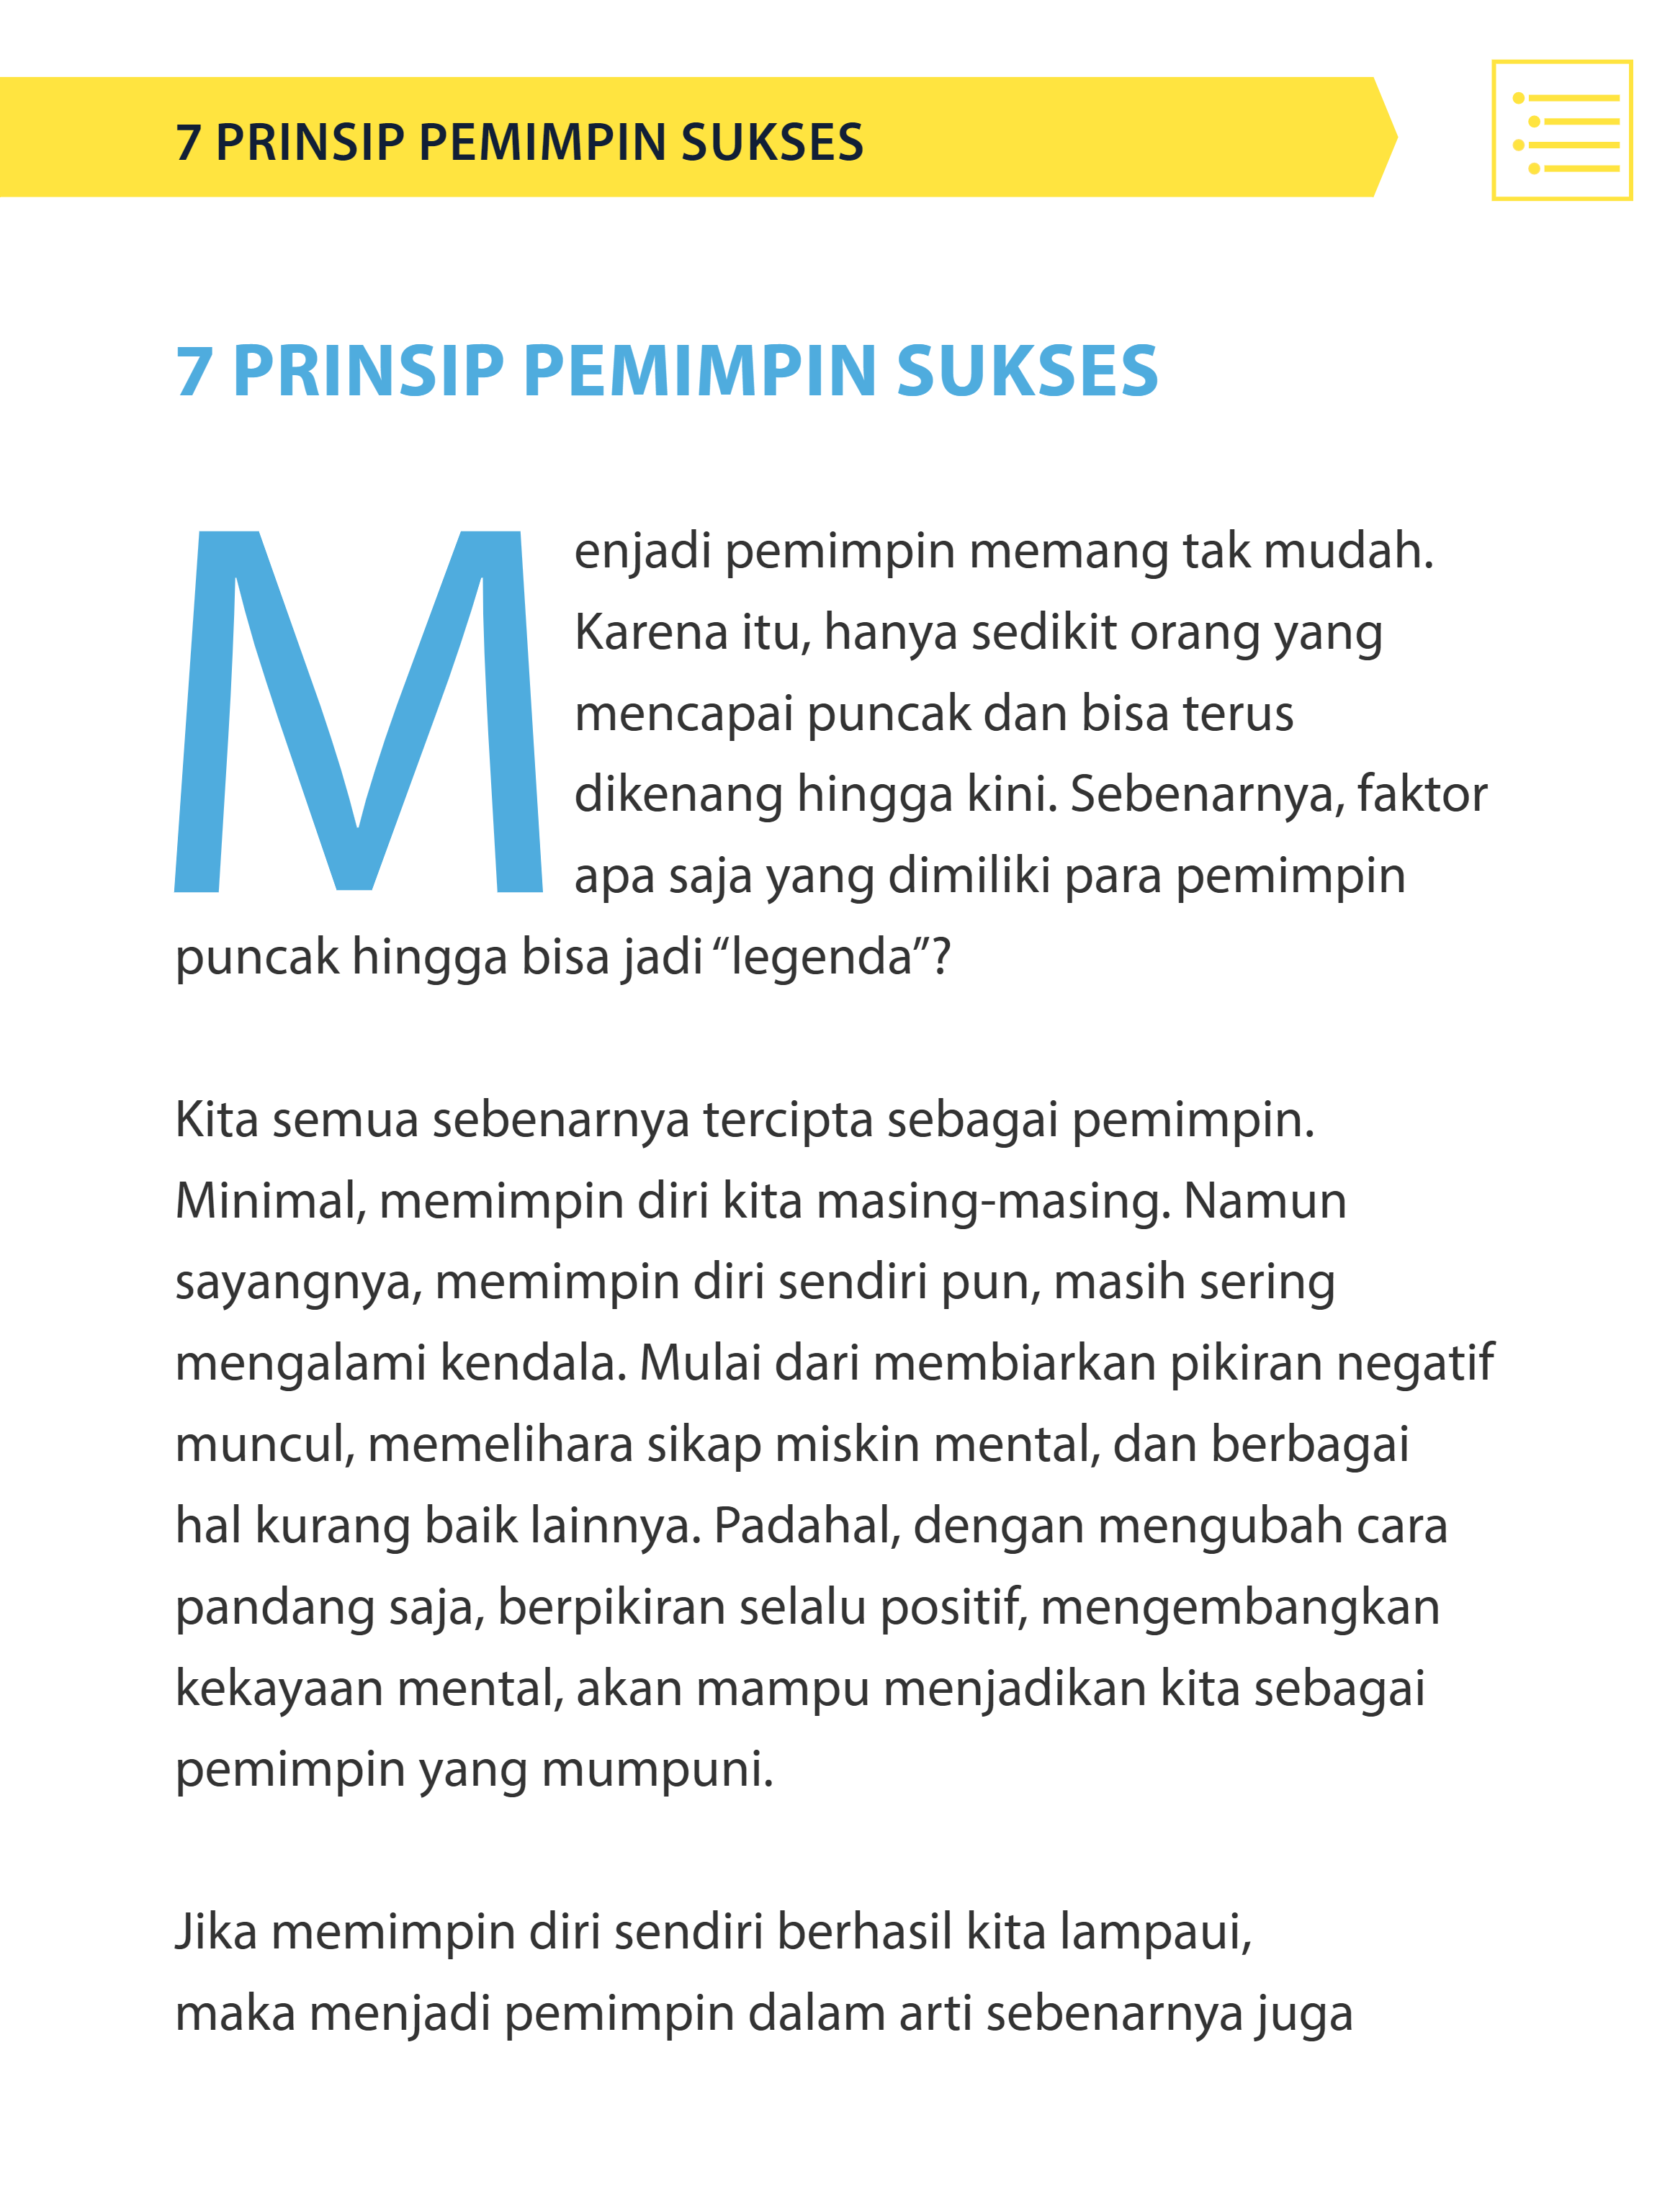 7 PRINSIP PEMIMPIN SUKSES
7 PRINSIP PEMIMPIN SUKSES
Menjadi pemimpin memang tak mudah.
Karena itu, hanya sedikit orang yang
mencapai puncak dan bisa terus
dikenang hingga kini. Sebenarnya, faktor
apa saja yang dimiliki para pemimpin
puncak hingga bisa jadi “legenda”?
Kita semua sebenarnya tercipta sebagai pemimpin.
Minimal, memimpin diri kita masing-masing. Namun
sayangnya, memimpin diri sendiri pun, masih sering
mengalami kendala. Mulai dari membiarkan pikiran negatif
muncul, memelihara sikap miskin mental, dan berbagai
hal kurang baik lainnya. Padahal, dengan mengubah cara
pandang saja, berpikiran selalu positif, mengembangkan
kekayaan mental, akan mampu menjadikan kita sebagai
pemimpin yang mumpuni.
Jika memimpin diri sendiri berhasil kita lampaui,
maka menjadi pemimpin dalam arti sebenarnya juga